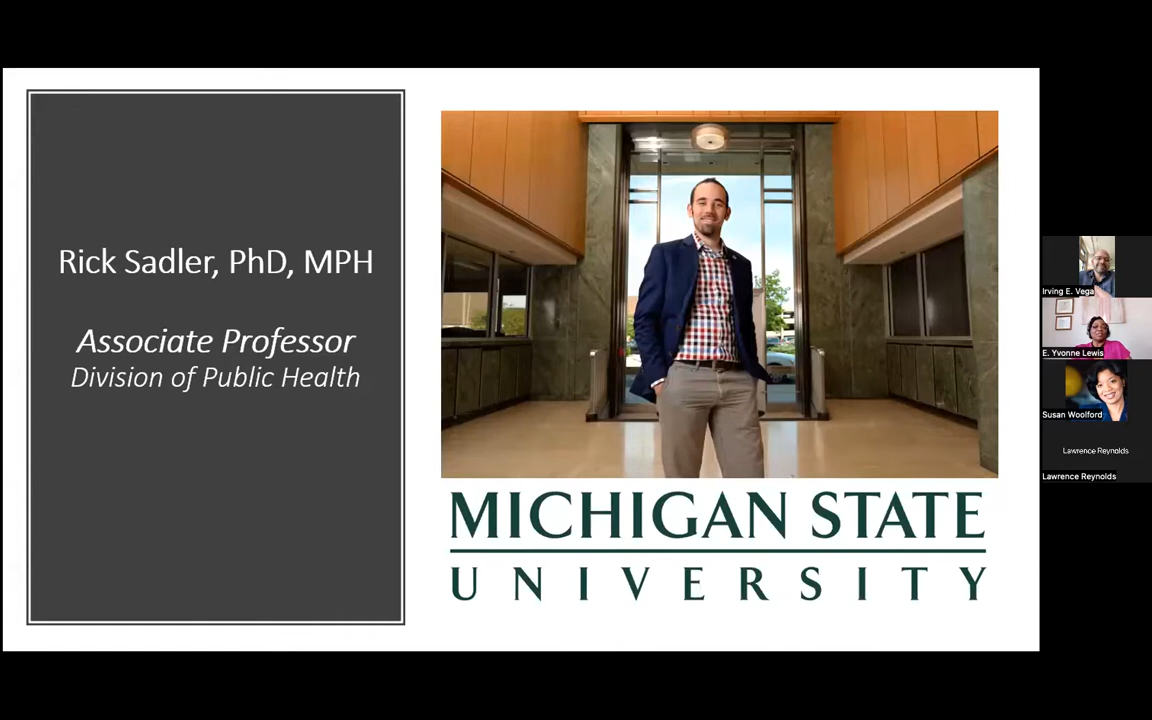 Rick Sadler, PhD, MPH
Associate Professor
Division of Public Health
MICHIGAN STATE
UNIVERSITY
Irving E. Vega
E. Yvonne Lewis
Susan Woolford
Lawrence Reynolds
Lawrence Reynolds